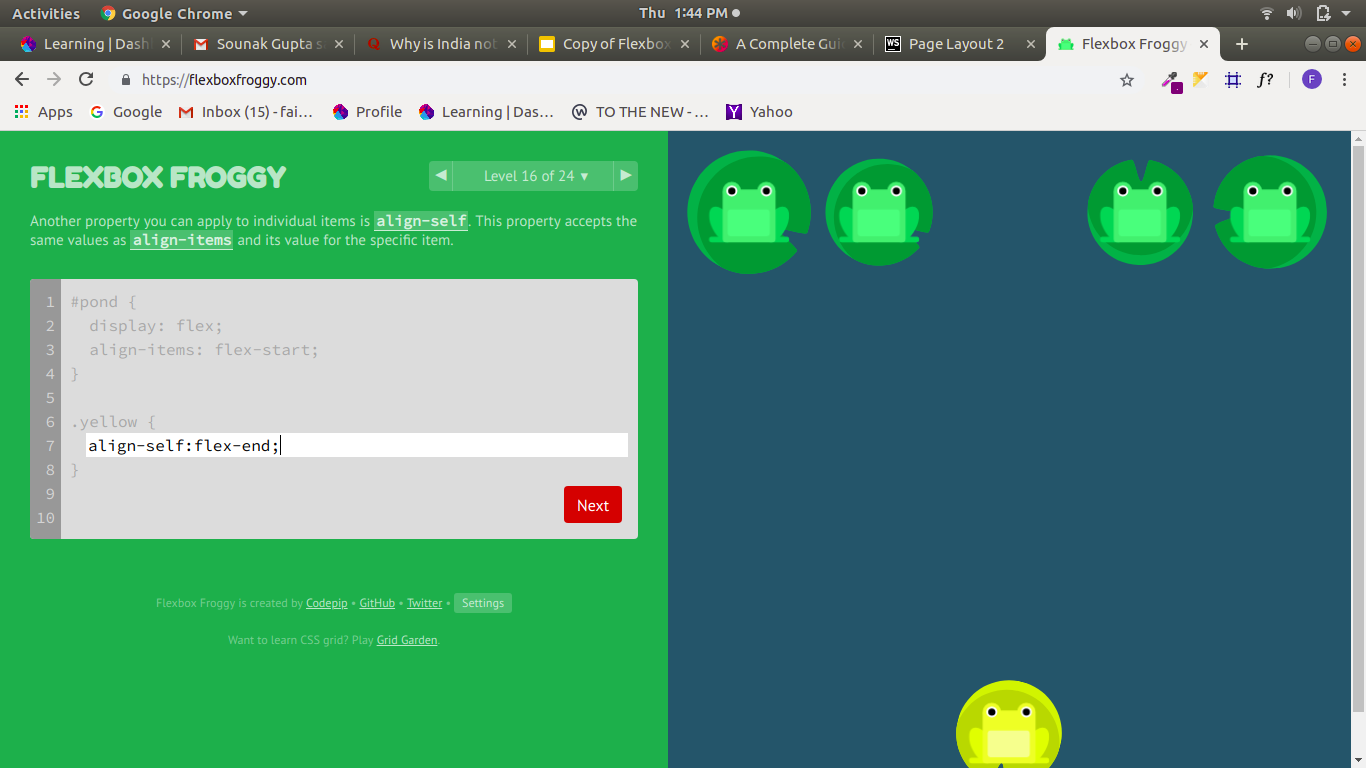 Activities Google Chrome Thu 1:44 PM
Learning | Dash Sounak Gupta s Why is India not Copy of Flexbox A Complete Gui WS Page Layout 2 Flexbox Froggy
https://flexboxfroggy.com f? F
Apps Google Inbox (15) - fai... Profile Learning | Das... TO THE NEW - ... Yahoo
FLEXBOX FROGGY
◀ Level 16 of 24 ▼ ▶
Another property you can apply to individual items is align-self. This property accepts the
same values as align-items and its value for the specific item.
1 #pond {
2 display: flex;
3 align-items: flex-start;
4 }
5
6 .yellow {
7 align-self:flex-end;
8 }
9
10
Next
Flexbox Froggy is created by Codepip • GitHub • Twitter • Settings
Want to learn CSS grid? Play Grid Garden.